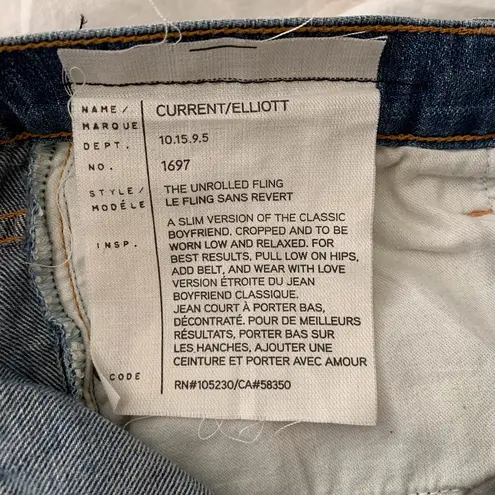 NAME/ MARQUE CURRENT/ELLIOTT
DEPT. 10.15.9.5
NO. 1697
STYLE/ MODÉLE THE UNROLLED FLING
LE FLING SANS REVERT
INSP. A SLIM VERSION OF THE CLASSIC
BOYFRIEND. CROPPED AND TO BE
WORN LOW AND RELAXED. FOR
BEST RESULTS, PULL LOW ON HIPS,
ADD BELT, AND WEAR WITH LOVE
VERSION ÉTROITE DU JEAN
BOYFRIEND CLASSIQUE.
JEAN COURT À PORTER BAS,
DÉCONTRATÉ. POUR DE MEILLEURS
RÉSULTATS, PORTER BAS SUR
LES HANCHES, AJOUTER UNE
CEINTURE ET PORTER AVEC AMOUR
CODE RN#105230/CA#58350